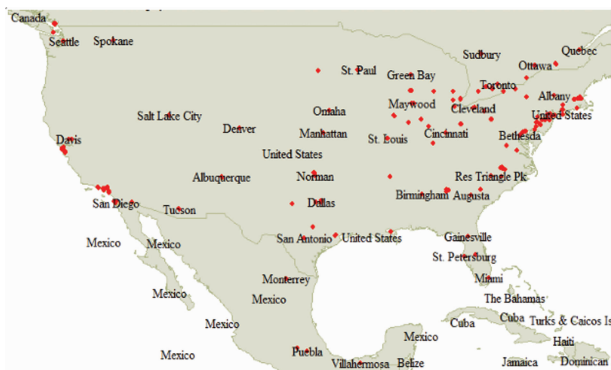 Canada
Seattle
Spokane
Sudbury
Quebec
Ottawa
St. Paul
Green Bay
Toronto
Albany
Maywood
Cleveland
United States
Omaha
Salt Lake City
Denver
Manhattan
St. Louis
Cincinnati
Bethesda
Davis
United States
Albuquerque
Norman
Res Triangle Pk
Birmingham
Augusta
San Diego
Tucson
Dallas
San Antonio
United States
Gainesville
Mexico
Mexico
St. Petersburg
Monterrey
Miami
Mexico
Mexico
The Bahamas
Mexico
Cuba
Cuba
Turks & Caicos Is
Mexico
Haiti
Mexico
Puebla
Villahermosa
Belize
Jamaica
Dominican